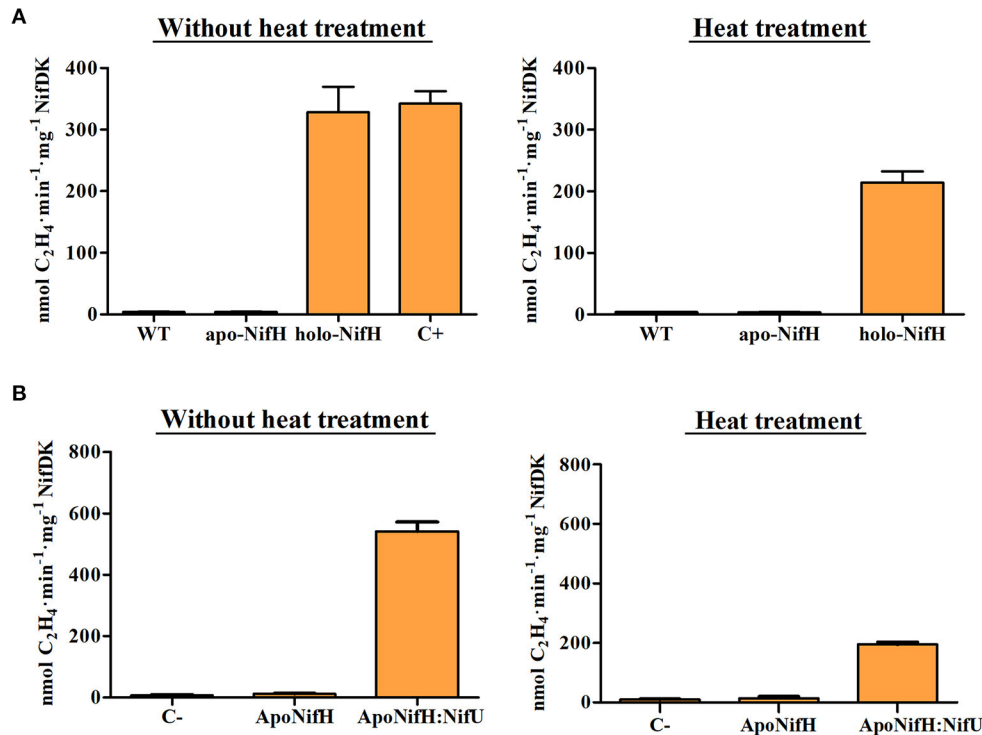 A
Without heat treatment
nmol C₂H₄·min⁻¹·mg⁻¹ NifDK
400
300
200
100
0
WT apo-NifH holo-NifH C+
Heat treatment
nmol C₂H₄·min⁻¹·mg⁻¹ NifDK
400
300
200
100
0
WT apo-NifH holo-NifH
B
Without heat treatment
nmol C₂H₄·min⁻¹·mg⁻¹ NifDK
800
600
400
200
0
C- ApoNifH ApoNifH:NifU
Heat treatment
nmol C₂H₄·min⁻¹·mg⁻¹ NifDK
800
600
400
200
0
C- ApoNifH ApoNifH:NifU